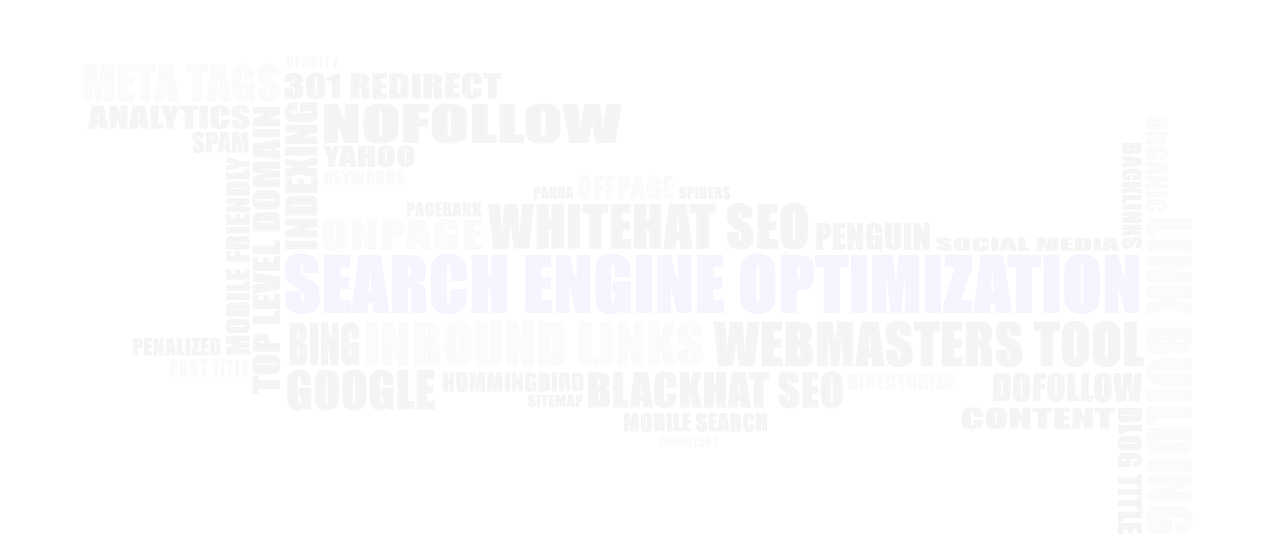 DENCITY
META TAGS
301 REDIRECT
ANALYTICS
NOFOLLOW
SPAM
YAHOO
KEYWORDS
MOBILE FRIENDLY
TOP LEVEL DOMAIN
INDEXING
PANDA
OFFPAGE
SPIDERS
PAGERANK
ONPAGE
WHITEHAT SEO
PENGUIN
SOCIAL MEDIA
BACKLINKS
ORGANIC
SEARCH ENGINE OPTIMIZATION
LINK BUILDING
PENALIZED
POST TITLE
BING
INBOUND LINKS
WEBMASTERS TOOL
GOOGLE
HUMMINGBIRD
SITEMAP
BLACKHAT SEO
DIRECTORIES
DOFOLLOW
CONTENT
MOBILE SEARCH
CRAWLERS
BLOG TITLE